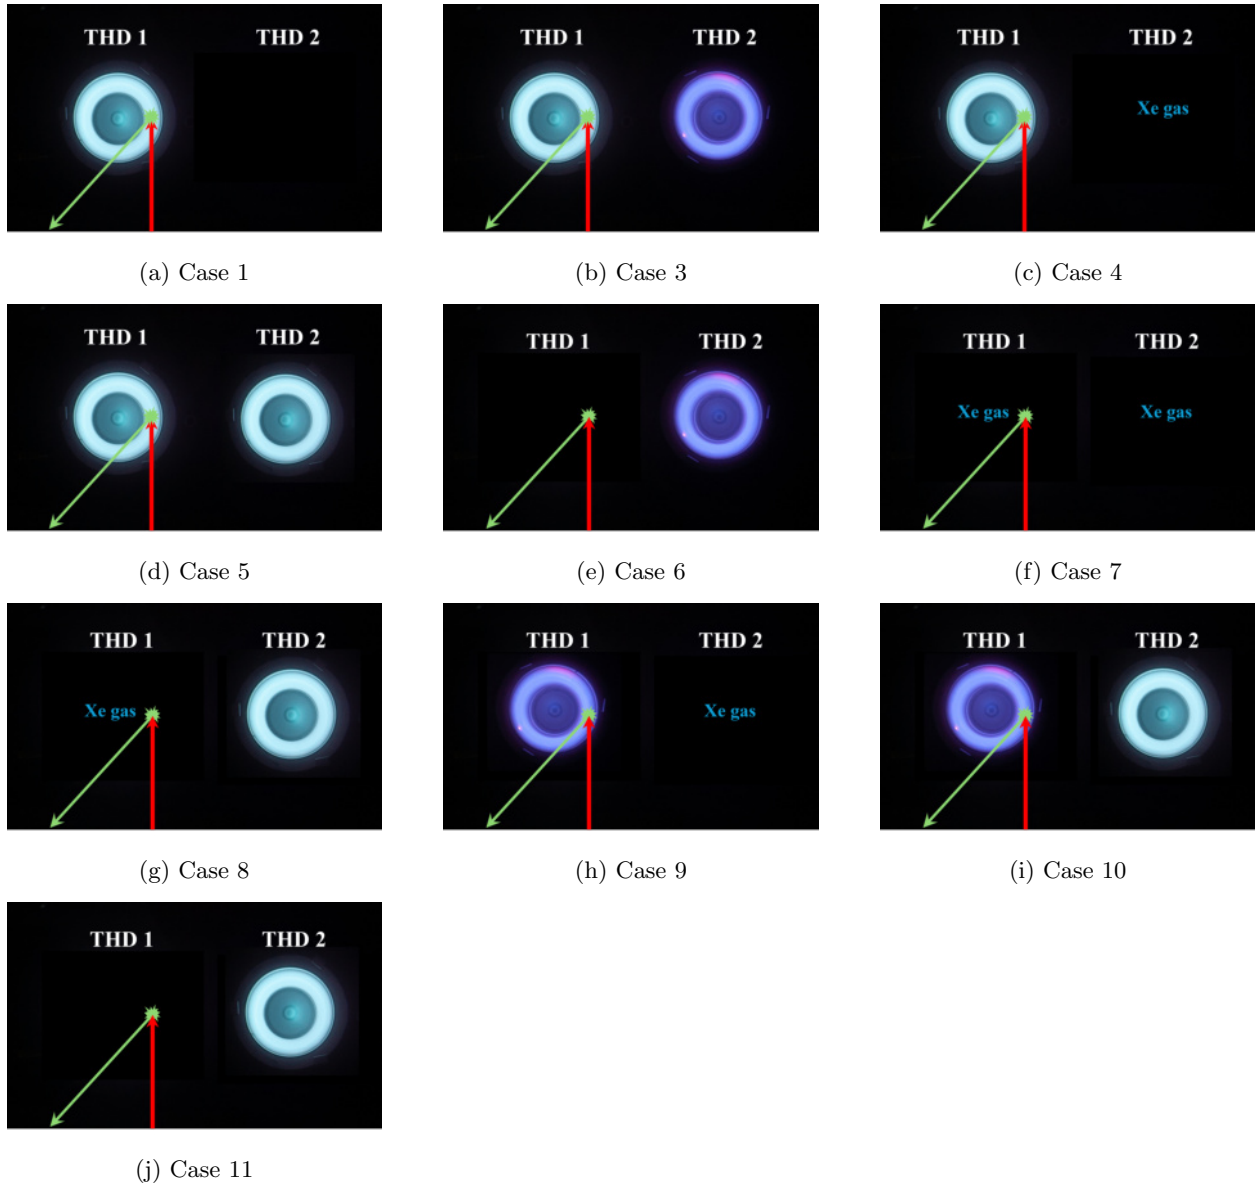 THD 1 THD 2
(a) Case 1
THD 1 THD 2
(b) Case 3
THD 1 THD 2
Xe gas
(c) Case 4
THD 1 THD 2
(d) Case 5
THD 1 THD 2
(e) Case 6
THD 1 THD 2
Xe gas Xe gas
(f) Case 7
THD 1 THD 2
Xe gas
(g) Case 8
THD 1 THD 2
Xe gas
(h) Case 9
THD 1 THD 2
(i) Case 10
THD 1 THD 2
(j) Case 11